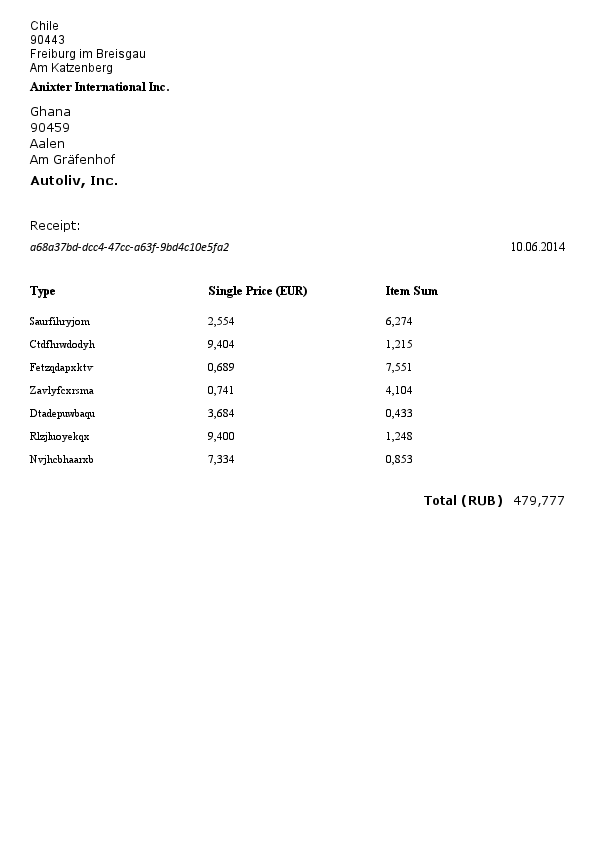 Chile
90443
Freiburg im Breisgau
Am Katzenberg
Anixter International Inc.
Ghana
90459
Aalen
Am Gräfenhof
Autoliv, Inc.
Receipt:
a68a37bd-dcc4-47cc-a63f-9bd4c10e5fa2 10.06.2014
Type Single Price (EUR) Item Sum
Saurfihryjom 2,554 6,274
Ctdfhrwdodyh 9,404 1,215
Fetzqdapxktv 0,689 7,551
Zavlyfcxrsma 0,741 4,104
Dtadepuwbaqu 3,684 0,433
Rlzjluoyekqx 9,400 1,248
Nvjhcbhaarxb 7,334 0,853
Total (RUB) 479,777